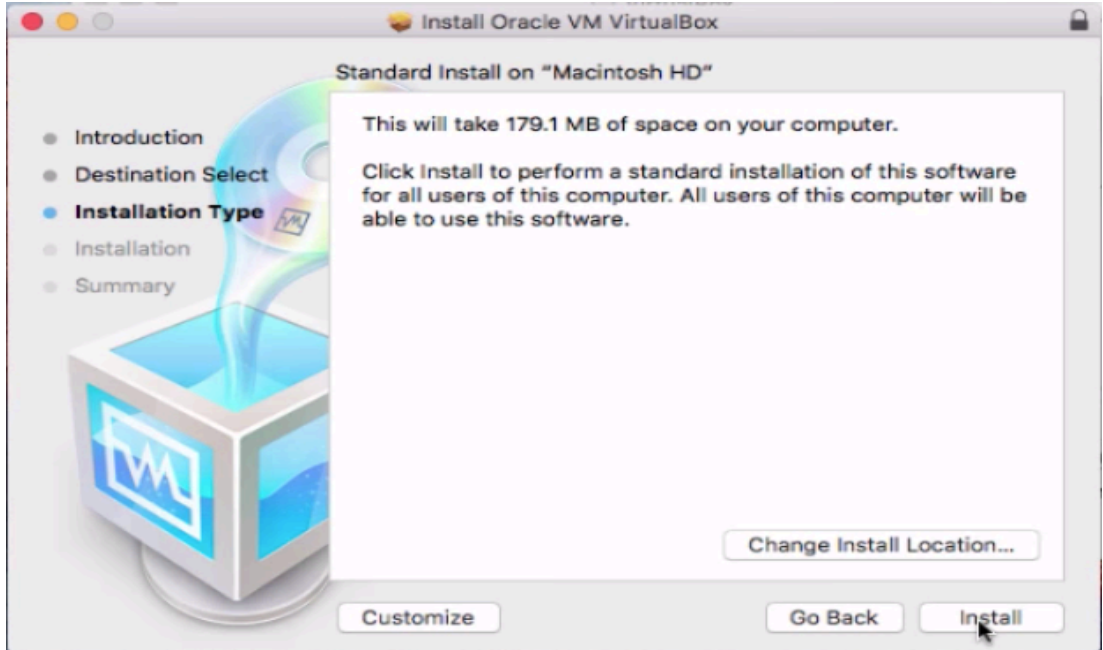 Install Oracle VM VirtualBox
Standard Install on "Macintosh HD"
Introduction
Destination Select
Installation Type
Installation
Summary
This will take 179.1 MB of space on your computer.
Click Install to perform a standard installation of this software
for all users of this computer. All users of this computer will be
able to use this software.
Change Install Location...
Customize
Go Back
Install